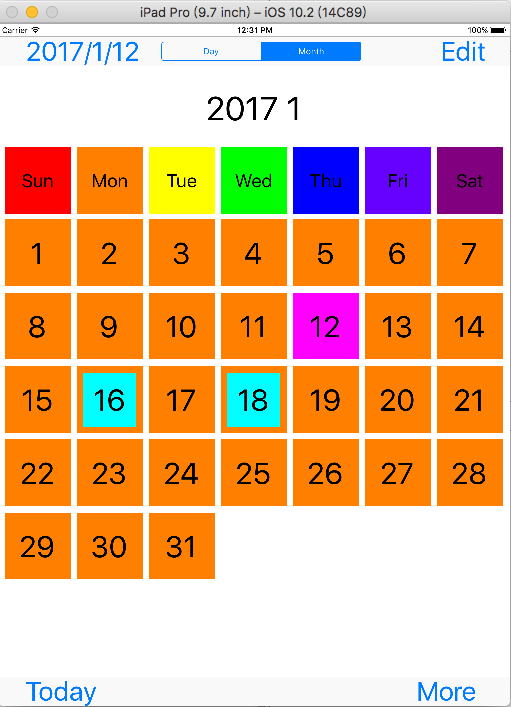 iPad Pro (9.7 inch) – iOS 10.2 (14C89)
Carrier 12:31 PM 100%
2017/1/12 Day Month Edit
2017 1
Sun Mon Tue Wed Thu Fri Sat
1 2 3 4 5 6 7
8 9 10 11 12 13 14
15 16 17 18 19 20 21
22 23 24 25 26 27 28
29 30 31
Today More